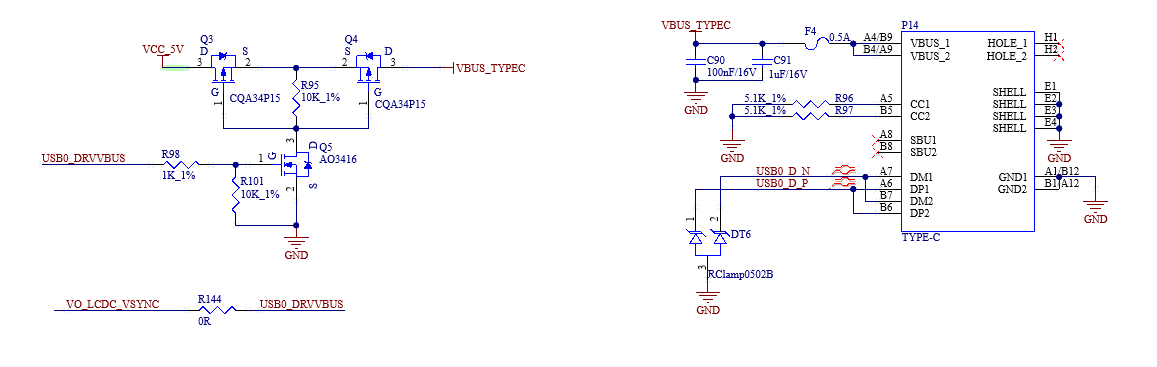 Q3
Q4
VCC_5V
D
S
S
D
3
2
2
3
VBUS_TYPEC
R95
10K_1%
G
G
1
1
CQA34P15
CQA34P15
3
D
Q5
AO3416
USB0_DRVVBUS
R98
1K_1%
1
G
2
S
R101
10K_1%
GND
VO_LCDC_VSYNC
R144
0R
USB0_DRVVBUS
VBUS_TYPEC
F4
0.5A
C90
100nF/16V
C91
1uF/16V
GND
P14
A4/B9
VBUS_1
B4/A9
VBUS_2
HOLE_1
H1
HOLE_2
H2
5.1K_1%
R96
A5
CC1
5.1K_1%
R97
B5
CC2
GND
SHELL
E1
SHELL
E2
SHELL
E3
SHELL
E4
GND
A8
SBU1
B8
SBU2
USB0_D_N
A7
DM1
USB0_D_P
A6
DP1
B7
DM2
B6
DP2
GND1
A1/B12
GND2
B1/A12
GND
TYPE-C
1
2
DT6
3
RClamp0502B
GND